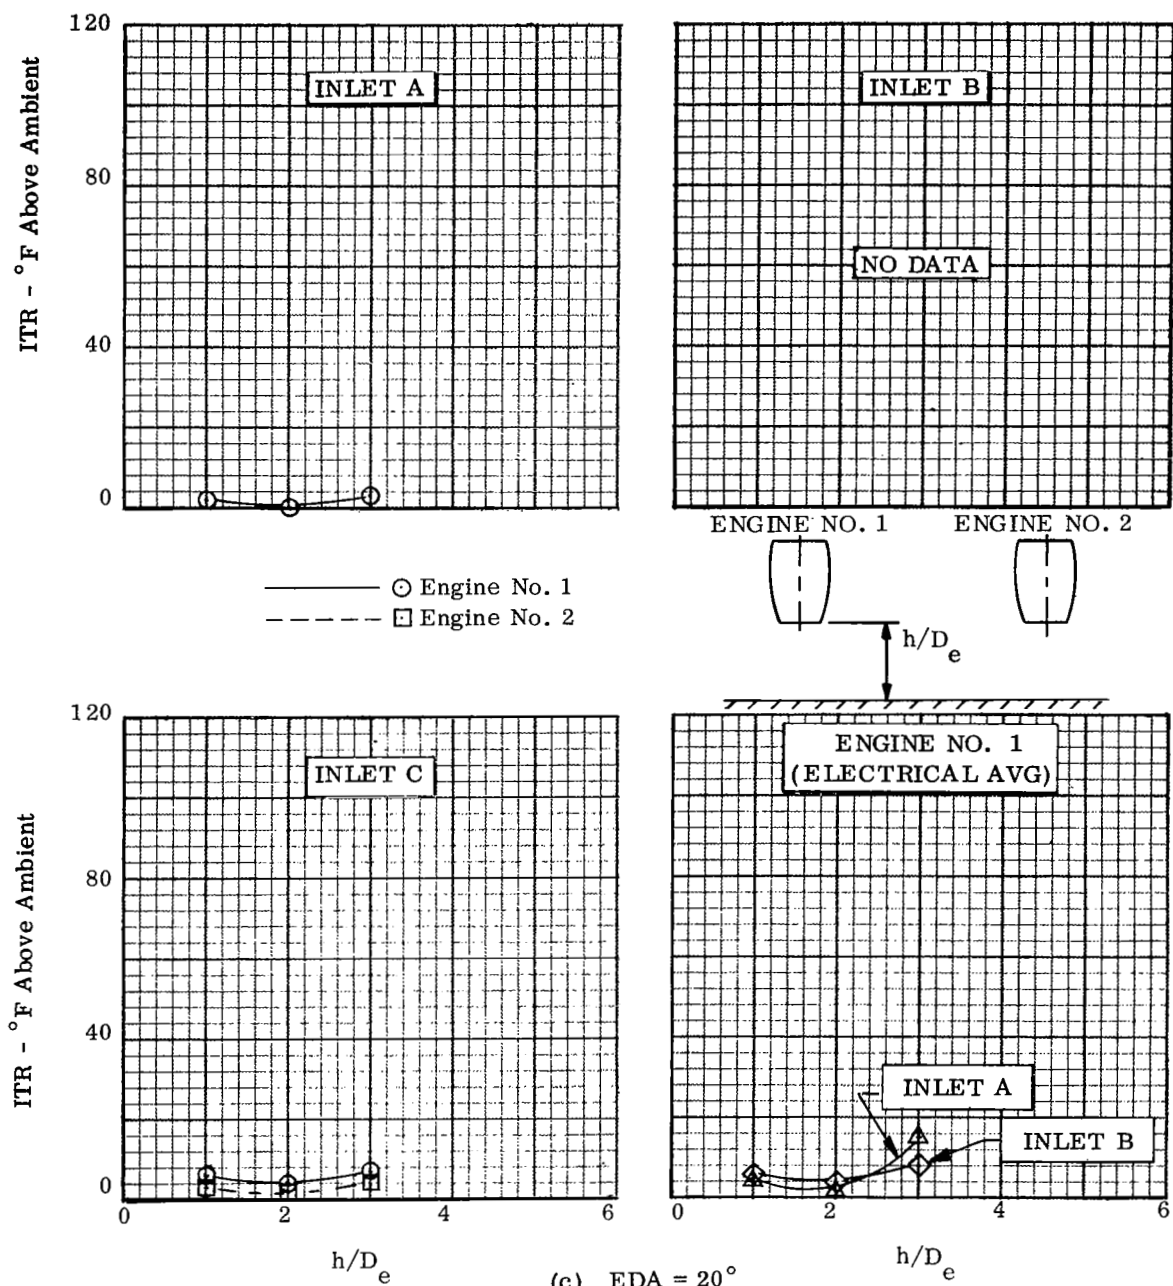 120
80
40
0
ITR - °F Above Ambient
INLET A
INLET B
NO DATA
Engine No. 1
Engine No. 2
ENGINE NO. 1
ENGINE NO. 2
h/De
120
80
40
0
ITR - °F Above Ambient
INLET C
0
2
4
6
h/De
ENGINE NO. 1
(ELECTRICAL AVG)
INLET A
INLET B
0
2
4
6
h/De
(c) EDA = 20°